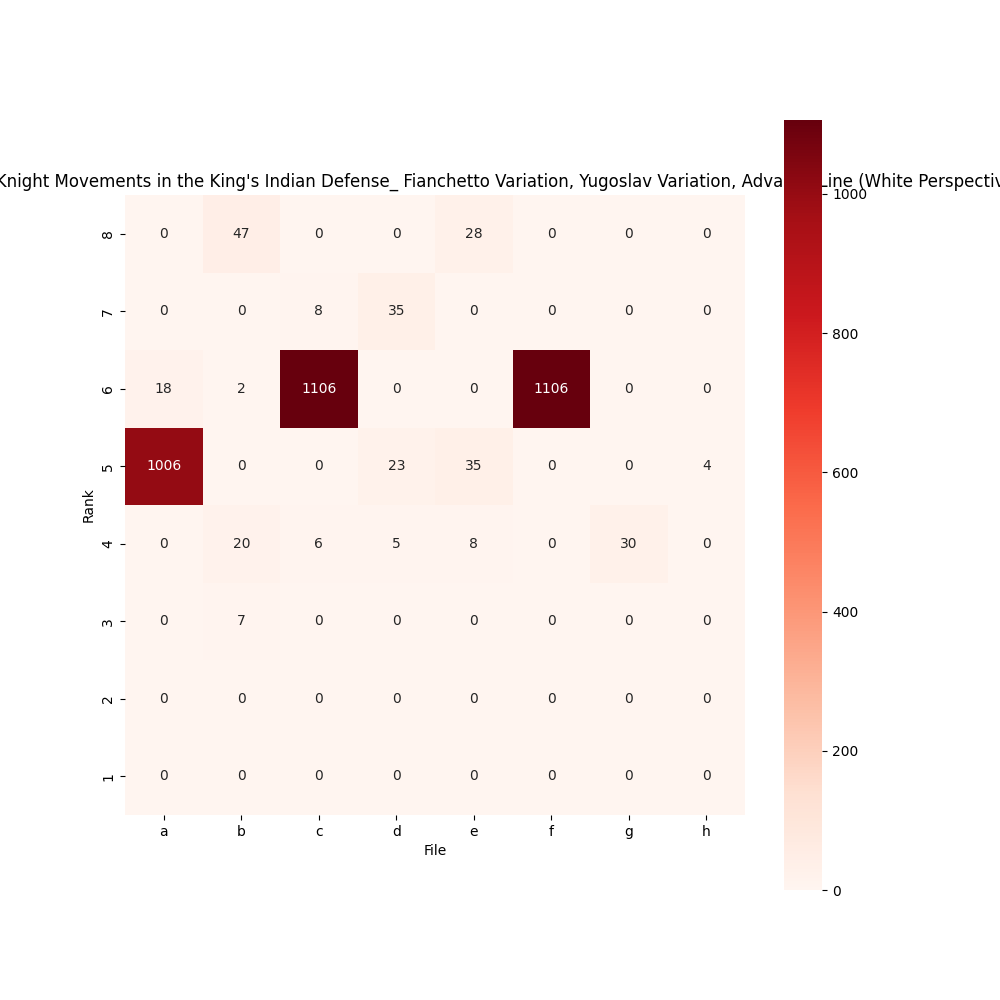 Knight Movements in the King's Indian Defense_ Fianchetto Variation, Yugoslav Variation, Line (White
1000
8 0 47 0 0 28 0 0 0
7 0 0 8 35 0 0 0 0
800
6 18 2 1106 0 0 1106 0 0
600
5 1006 0 0 23 35 0 0 4
Rank
4 0 20 6 5 8 0 30 0
400
3 0 7 0 0 0 0 0 0
2 0 0 0 0 0 0 0 0
200
1 0 0 0 0 0 0 0 0
a b c d e f g h
File
0